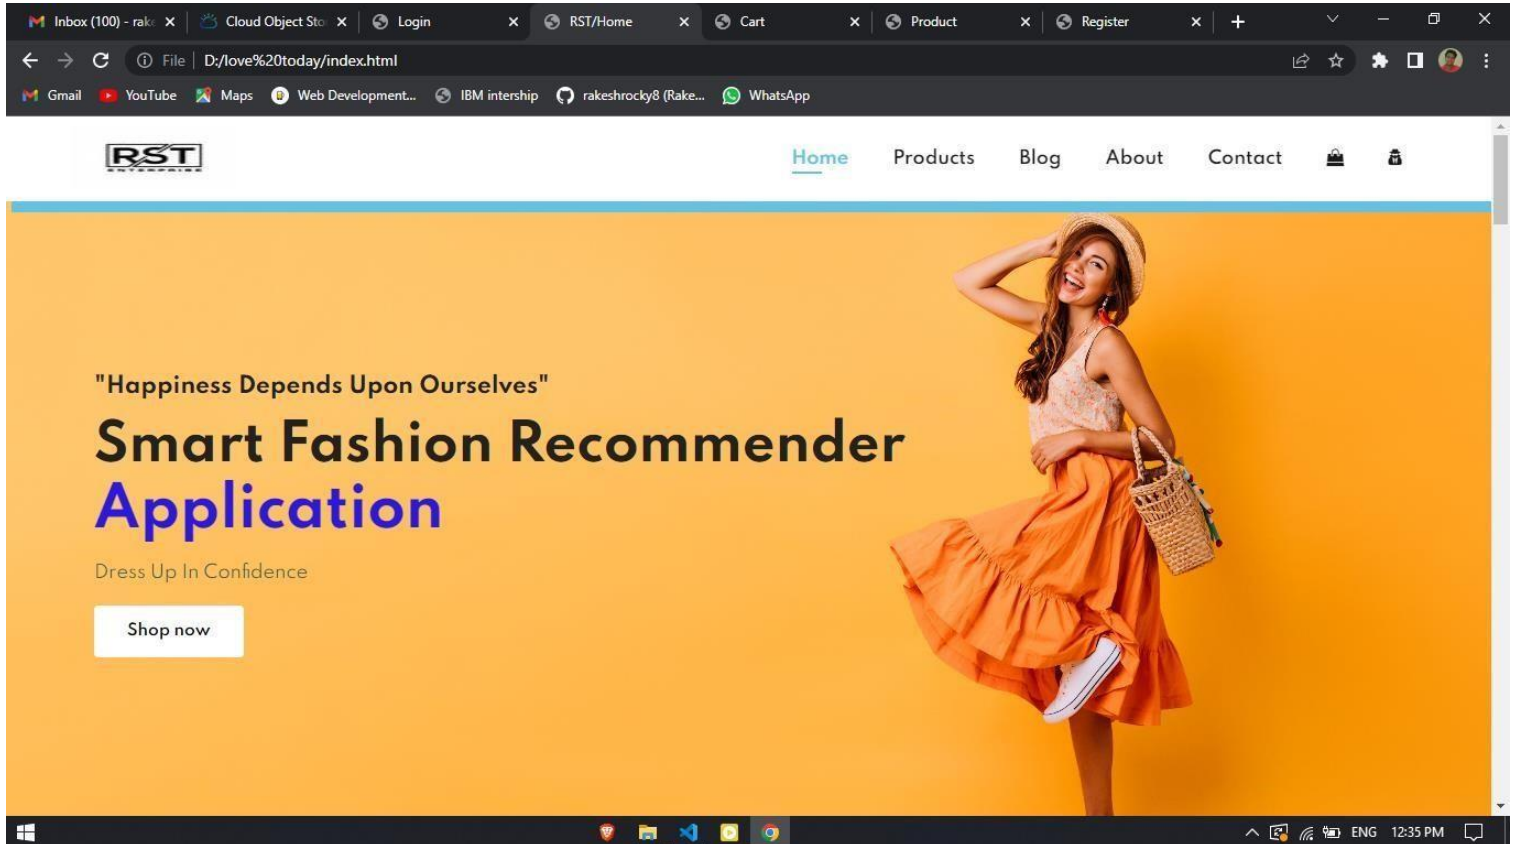 Inbox (100) - rak
Cloud Object Sto
Login
RST/Home
Cart
Product
Register
File
D:/love%20today/index.html
Gmail
YouTube
Maps
Web Development...
IBM intership
rakeshrocky8 (Rake...
WhatsApp
RST
ENTERPRISE
Home
Products
Blog
About
Contact
"Happiness Depends Upon Ourselves"
Smart Fashion Recommender
Application
Dress Up In Confidence
Shop now
ENG 12:35 PM